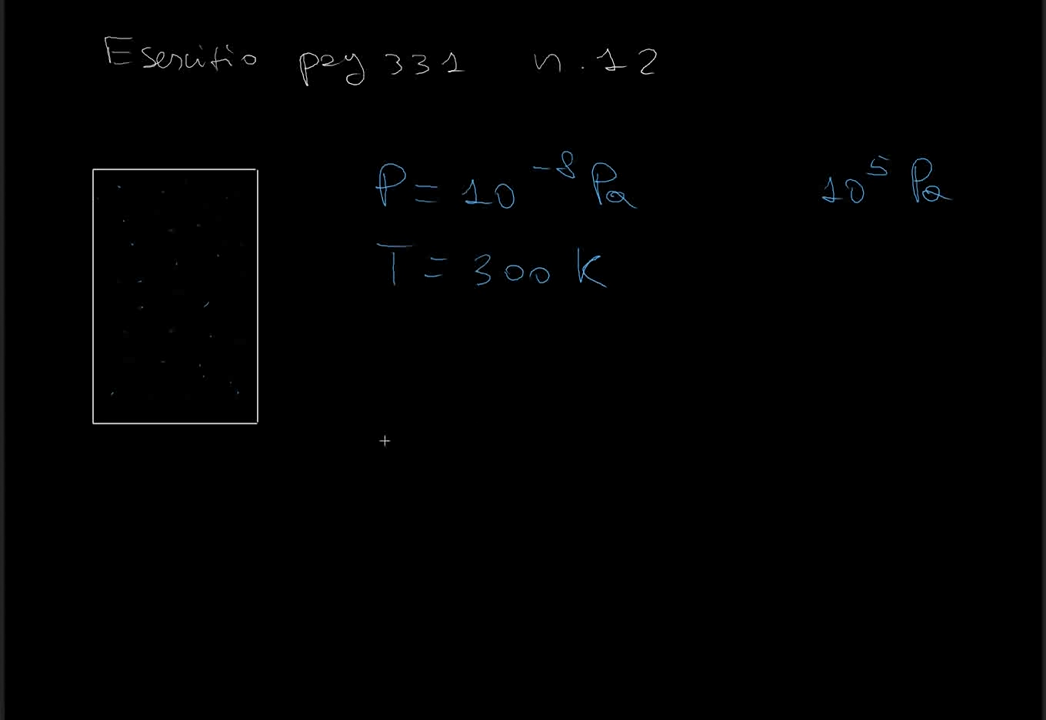 Esercizio pag 331 n. 12
P = 10⁻⁸ Pa 10⁵ Pa
T = 300 K